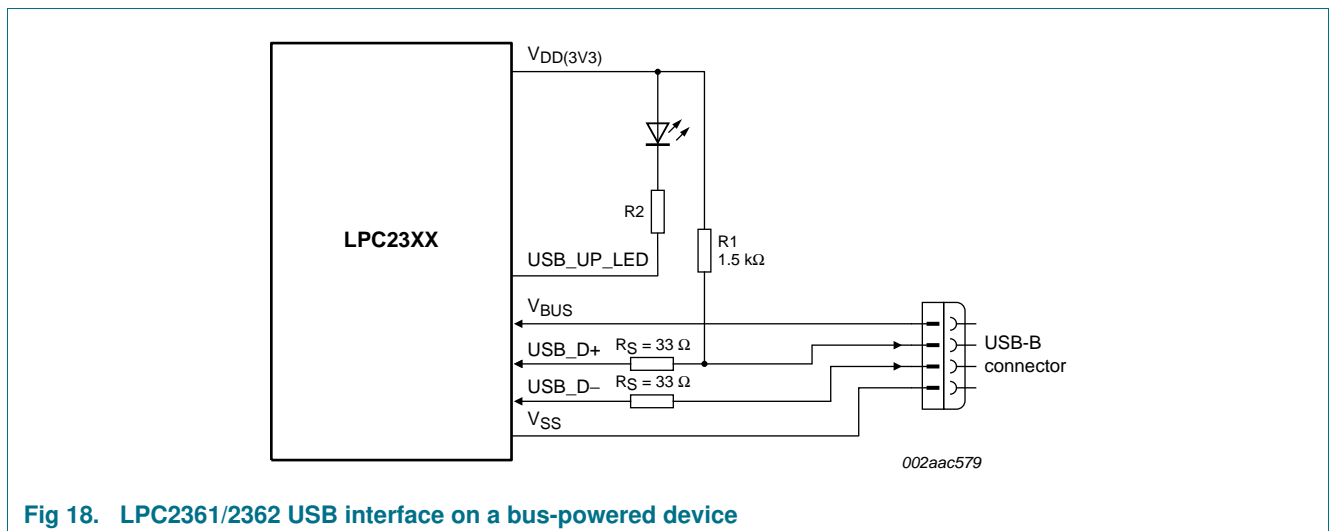 VDD(3V3)
R2
LPC23XX
R1
1.5 kΩ
USB_UP_LED
VBUS
USB_D+
RS = 33 Ω
USB-B
connector
USB_D−
RS = 33 Ω
VSS
002aac579
Fig 18. LPC2361/2362 USB interface on a bus-powered device